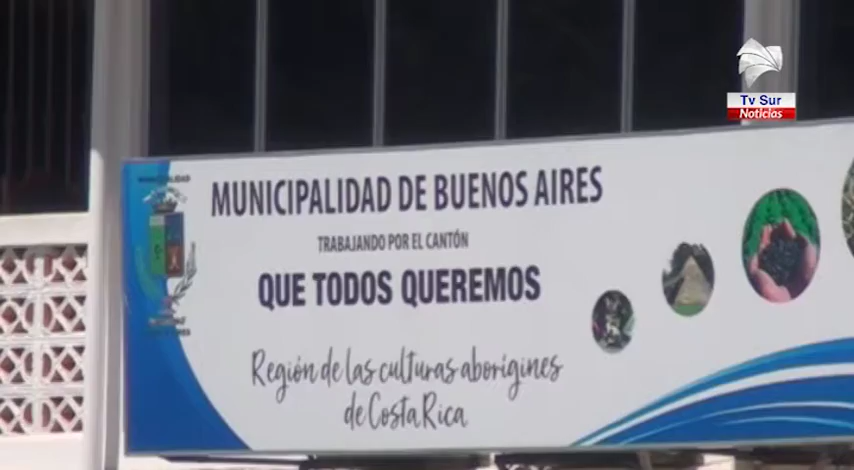 Tv Sur
Noticias
MUNICIPALIDAD DE BUENOS AIRES
TRABAJANDO POR EL CANTÓN
QUE TODOS QUEREMOS
Región de las culturas aborígines
de Costa Rica